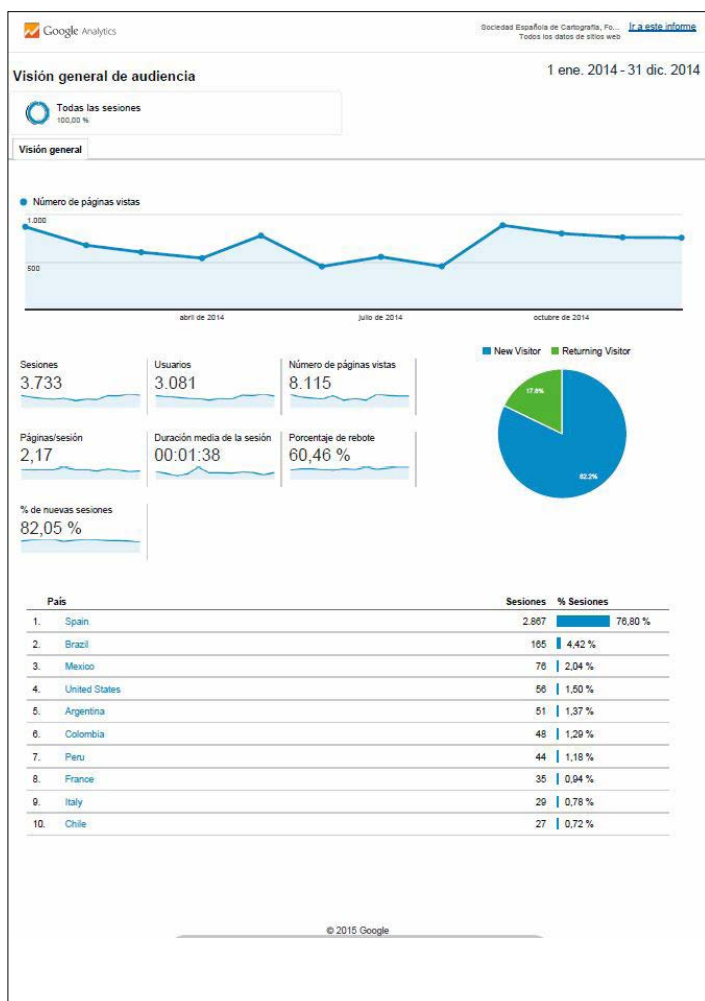 Google Analytics
Sociedad Española de Cartografía, Fo...
Todos los datos de sitios web
Ir a este informe
Visión general de audiencia
1 ene. 2014 - 31 dic. 2014
Todas las sesiones
100,00 %
Visión general
Número de páginas vistas
1.000
500
abril de 2014 julio de 2014 octubre de 2014
New Visitor Returning Visitor
Sesiones
3.733
Usuarios
3.081
Número de páginas vistas
8.115
17.8%
82.2%
Páginas/sesión
2,17
Duración media de la sesión
00:01:38
Porcentaje de rebote
60,46 %
% de nuevas sesiones
82,05 %
País Sesiones % Sesiones
1. Spain 2.867 76,80 %
2. Brazil 165 4,42 %
3. Mexico 76 2,04 %
4. United States 56 1,50 %
5. Argentina 51 1,37 %
6. Colombia 48 1,29 %
7. Peru 44 1,18 %
8. France 35 0,94 %
9. Italy 29 0,78 %
10. Chile 27 0,72 %
© 2015 Google